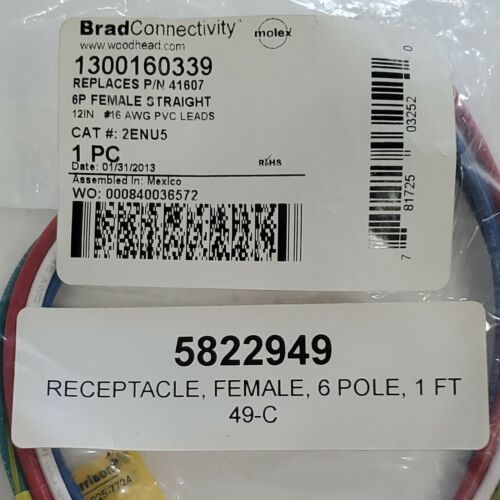 BradConnectivity™
molex
www.woodhead.com
1300160339
REPLACES P/N 41607
6P FEMALE STRAIGHT
12IN #16 AWG PVC LEADS
CAT #: 2ENU5
1 PC
RoHS
Date: 01/31/2013
Assembled In: Mexico
WO: 000840036572
7 81725 03252 0
5822949
RECEPTACLE, FEMALE, 6 POLE, 1 FT
49-C